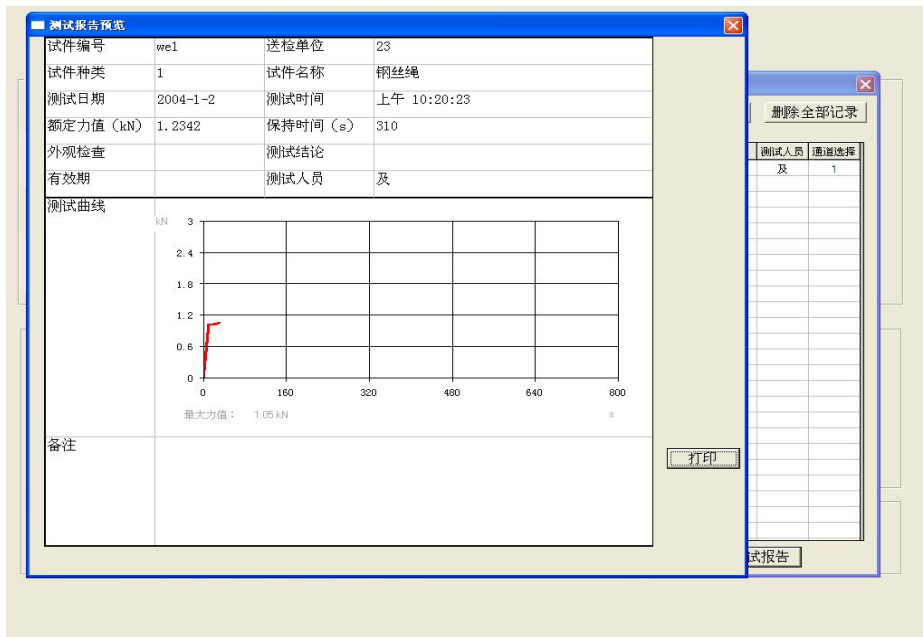 测试报告预览
试件编号 we1 送检单位 23
试件种类 1 试件名称 钢丝绳
测试日期 2004-1-2 测试时间 上午 10:20:23
额定力值（kN） 1.2342 保持时间（s） 310
外观检查 测试结论
有效期 测试人员 及
测试曲线
kN 3
2.4
1.8
1.2
0.6
0
0 160 320 480 640 800
最大力值： 1.05 kN s
备注
打印
删除全部记录
测试人员 通道选择
及 1
试报告